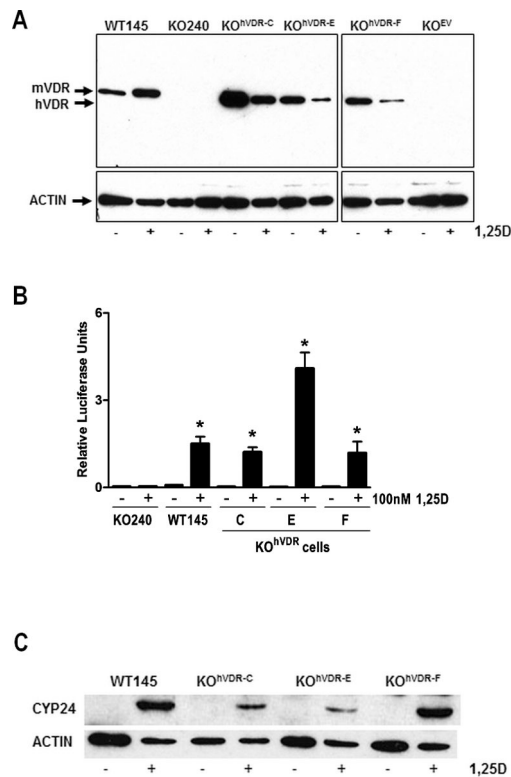 A
WT145 KO240 KOhVDR-C KOhVDR-E KOhVDR-F KOEV
mVDR
hVDR
ACTIN
- + - + - + - + - + - + 1,25D
B
Relative Luciferase Units
6
3
0
* * * *
- + - + - + - + - + 100nM 1,25D
KO240 WT145 C E F
KOhVDR cells
C
WT145 KOhVDR-C KOhVDR-E KOhVDR-F
CYP24
ACTIN
- + - + - + - + 1,25D